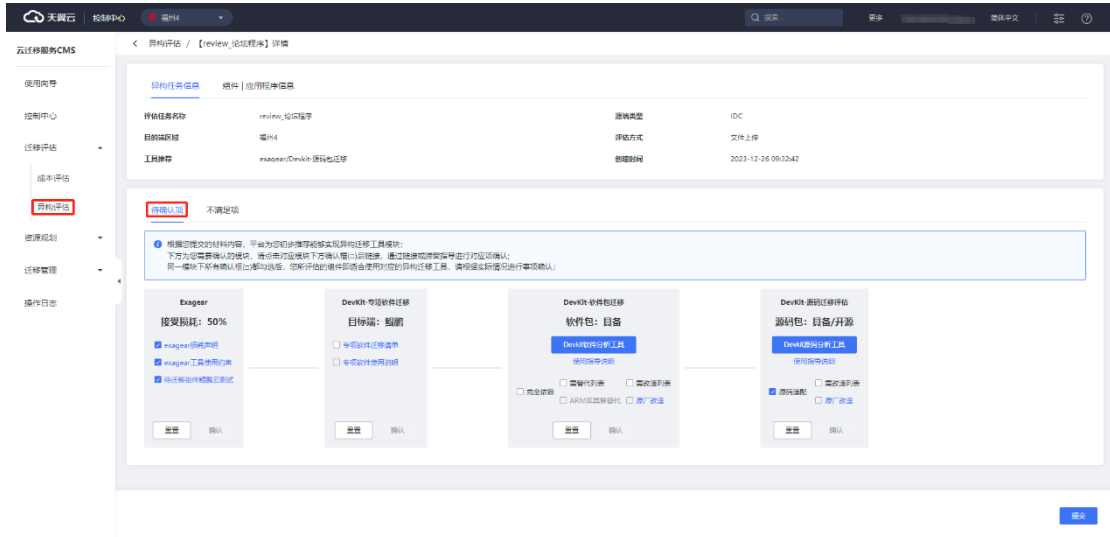 天翼云 控制中心 福州4 搜索 更多 简体中文
云迁移服务CMS
异构评估 / 【review_论坛程序】详情
使用向导
控制中心
迁移评估
成本评估
异构评估
资源规划
迁移管理
操作日志
异构任务信息 组件 | 应用程序信息
评估任务名称 review_论坛程序 源端类型 IDC
目的端区域 福州4 评估方式 文件上传
工具推荐 exagear/Devkit-源码包迁移 创建时间 2023-12-26 09:32:42
待确认项 不满足项
根据您提交的材料内容，平台为您初步推荐能够实现异构迁移工具模块；
下方为您需要确认的模块，请点击对应模块下方确认框(□)后链接，通过链接或弹窗指导进行对应项确认；
同一模块下所有确认框(□)都勾选后，您所评估的组件即适合使用对应的异构迁移工具，请根据实际情况进行事项确认；
Exagear
接受损耗：50%
exagear损耗声明
exagear工具使用约束
待迁移组件鲲鹏云测试
重置 确认
DevKit-专项软件迁移
目标端：鲲鹏
专项软件迁移清单
专项软件使用说明
重置 确认
DevKit-软件包迁移
软件包：具备
Devkit软件分析工具
使用指导说明
完全依赖 需替代列表 需改造列表
ARM库具备替代 原厂改造
重置 确认
DevKit-源码迁移评估
源码包：具备/开源
Devkit源码分析工具
使用指导说明
源码适配 需改造列表
原厂改造
重置 确认
提交